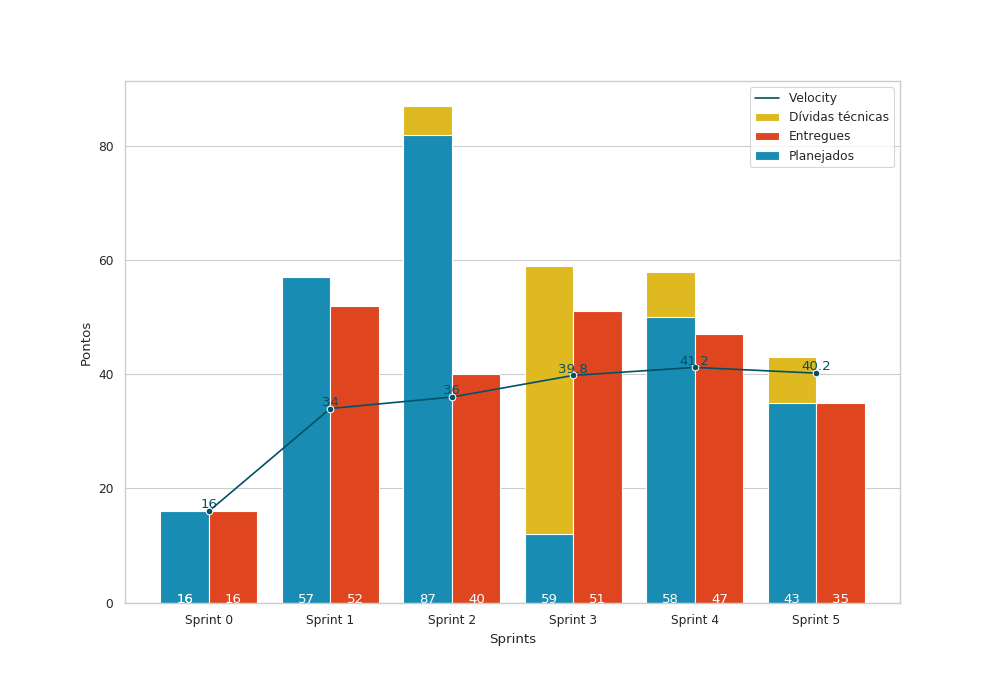 Velocity
Dívidas técnicas
Entregues
Planejados
80
60
40
20
0
Pontos
16
34
36
39.8
41.2
40.2
16 16 57 52 87 40 59 51 58 47 43 35
Sprint 0 Sprint 1 Sprint 2 Sprint 3 Sprint 4 Sprint 5
Sprints